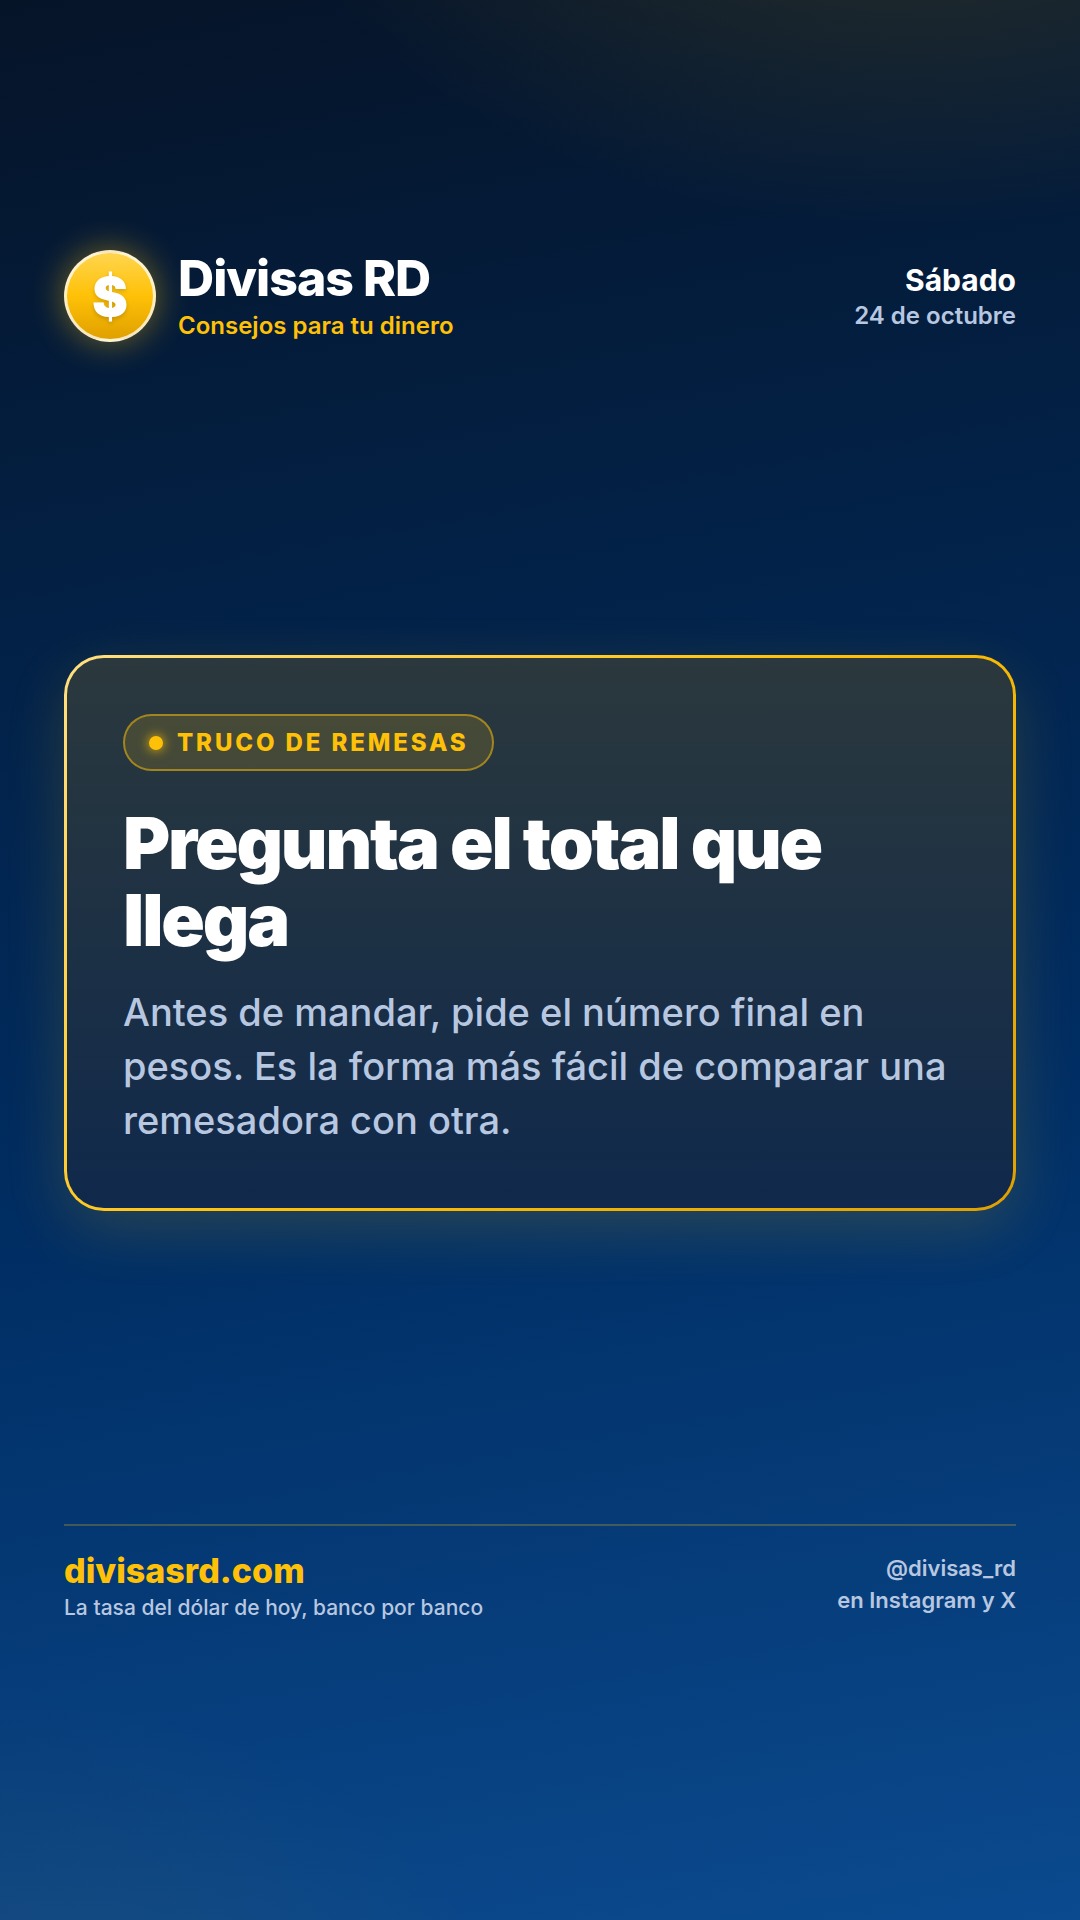 $
Divisas RD
Consejos para tu dinero
Sábado
24 de octubre
TRUCO DE REMESAS
Pregunta el total que
llega
Antes de mandar, pide el número final en
pesos. Es la forma más fácil de comparar una
remesadora con otra.
divisasrd.com
La tasa del dólar de hoy, banco por banco
@divisas_rd
en Instagram y X